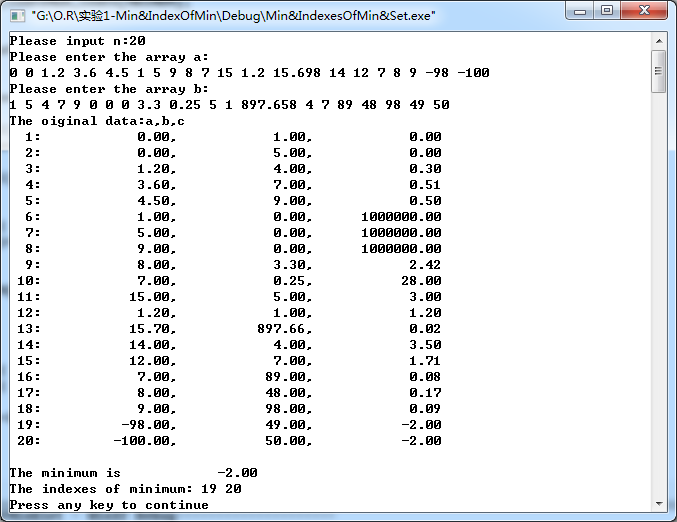 "G:\O.R\实验1-Min&IndexOfMin\Debug\Min&IndexesOfMin&Set.exe"
Please input n:20
Please enter the array a:
0 0 1.2 3.6 4.5 1 5 9 8 7 15 1.2 15.698 14 12 7 8 9 -98 -100
Please enter the array b:
1 5 4 7 9 0 0 0 3.3 0.25 5 1 897.658 4 7 89 48 98 49 50
The oiginal data:a,b,c
1: 0.00, 1.00, 0.00
2: 0.00, 5.00, 0.00
3: 1.20, 4.00, 0.30
4: 3.60, 7.00, 0.51
5: 4.50, 9.00, 0.50
6: 1.00, 0.00, 1000000.00
7: 5.00, 0.00, 1000000.00
8: 9.00, 0.00, 1000000.00
9: 8.00, 3.30, 2.42
10: 7.00, 0.25, 28.00
11: 15.00, 5.00, 3.00
12: 1.20, 1.00, 1.20
13: 15.70, 897.66, 0.02
14: 14.00, 4.00, 3.50
15: 12.00, 7.00, 1.71
16: 7.00, 89.00, 0.08
17: 8.00, 48.00, 0.17
18: 9.00, 98.00, 0.09
19: -98.00, 49.00, -2.00
20: -100.00, 50.00, -2.00
The minimum is -2.00
The indexes of minimum: 19 20
Press any key to continue